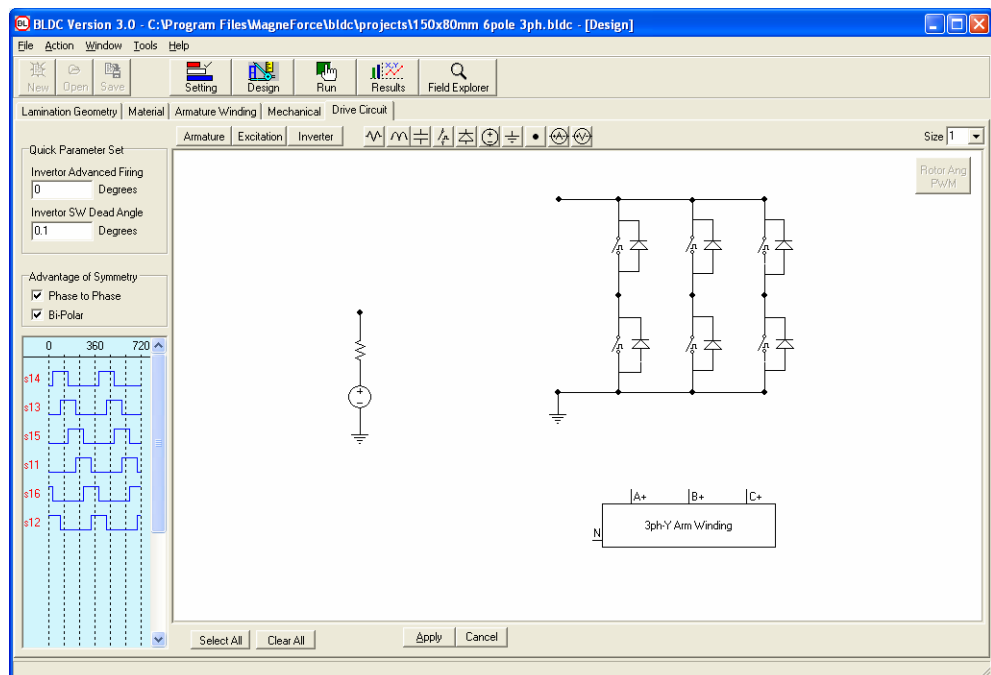 BLDC Version 3.0 - C:\Program Files\MagneForce\bldc\projects\150x80mm 6pole 3ph.bldc - [Design]
File Action Window Tools Help
New Open Save Setting Design Run Results Field Explorer
Lamination Geometry Material Armature Winding Mechanical Drive Circuit
Armature Excitation Inverter Size 1
Quick Parameter Set
Invertor Advanced Firing
0 Degrees
Invertor SW Dead Angle
0.1 Degrees
Rotor Ang
PWM
Advantage of Symmetry
Phase to Phase
Bi-Polar
0 360 720
s14
s13
s15
s11
s16
s12
A+ B+ C+
3ph-Y Arm Winding
N
Select All Clear All Apply Cancel